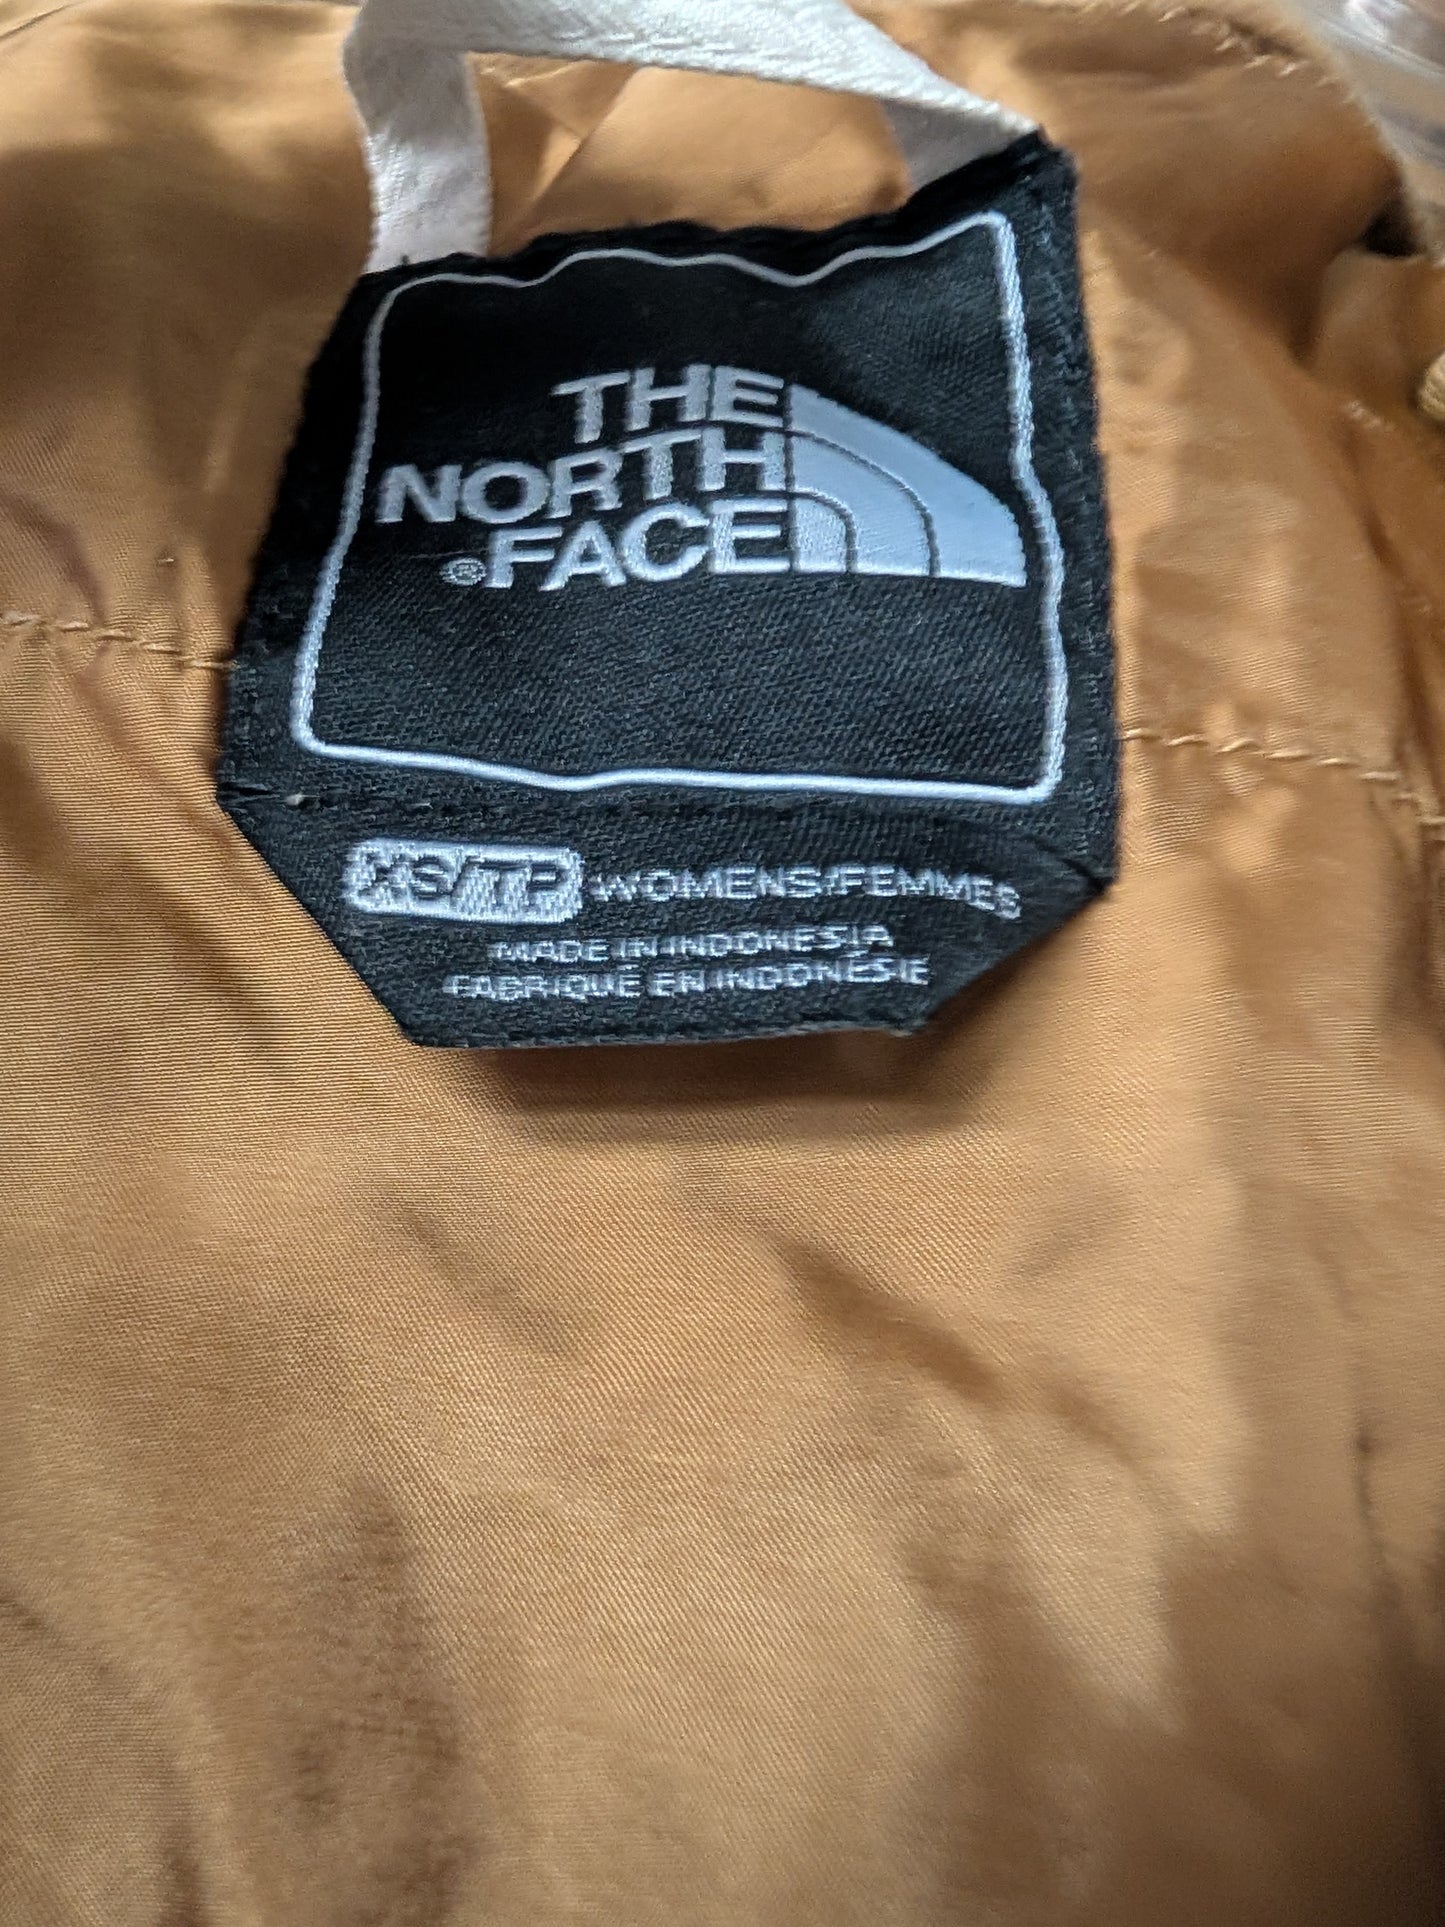 THE
NORTH
FACE®
XS/TP WOMENS/FEMMES
MADE IN INDONESIA
FABRIQUÉ EN INDONÉSIE